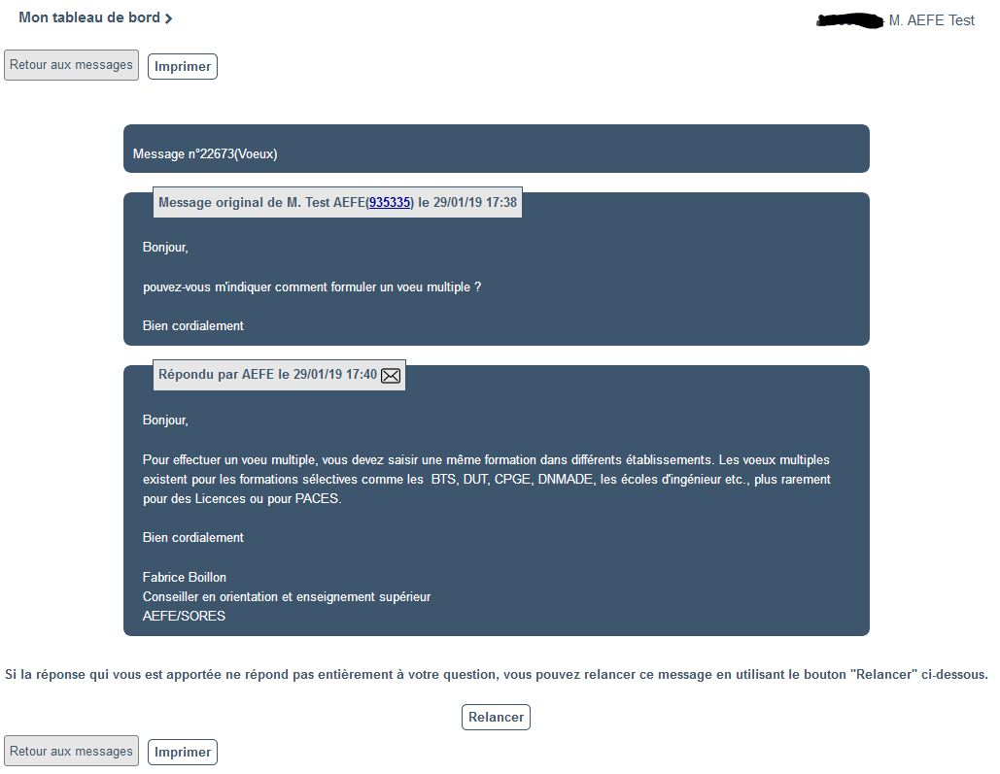 Mon tableau de bord >
M. AEFE Test
Retour aux messages
Imprimer
Message n°22673(Voeux)
Message original de M. Test AEFE(935335) le 29/01/19 17:38
Bonjour,
pouvez-vous m'indiquer comment formuler un voeu multiple ?
Bien cordialement
Répondu par AEFE le 29/01/19 17:40
Bonjour,
Pour effectuer un voeu multiple, vous devez saisir une même formation dans différents établissements. Les voeux multiples
existent pour les formations sélectives comme les  BTS, DUT, CPGE, DNMADE, les écoles d'ingénieur etc., plus rarement
pour des Licences ou pour PACES.
Bien cordialement
Fabrice Boillon
Conseiller en orientation et enseignement supérieur
AEFE/SORES
Si la réponse qui vous est apportée ne répond pas entièrement à votre question, vous pouvez relancer ce message en utilisant le bouton "Relancer" ci-dessous.
Relancer
Retour aux messages
Imprimer